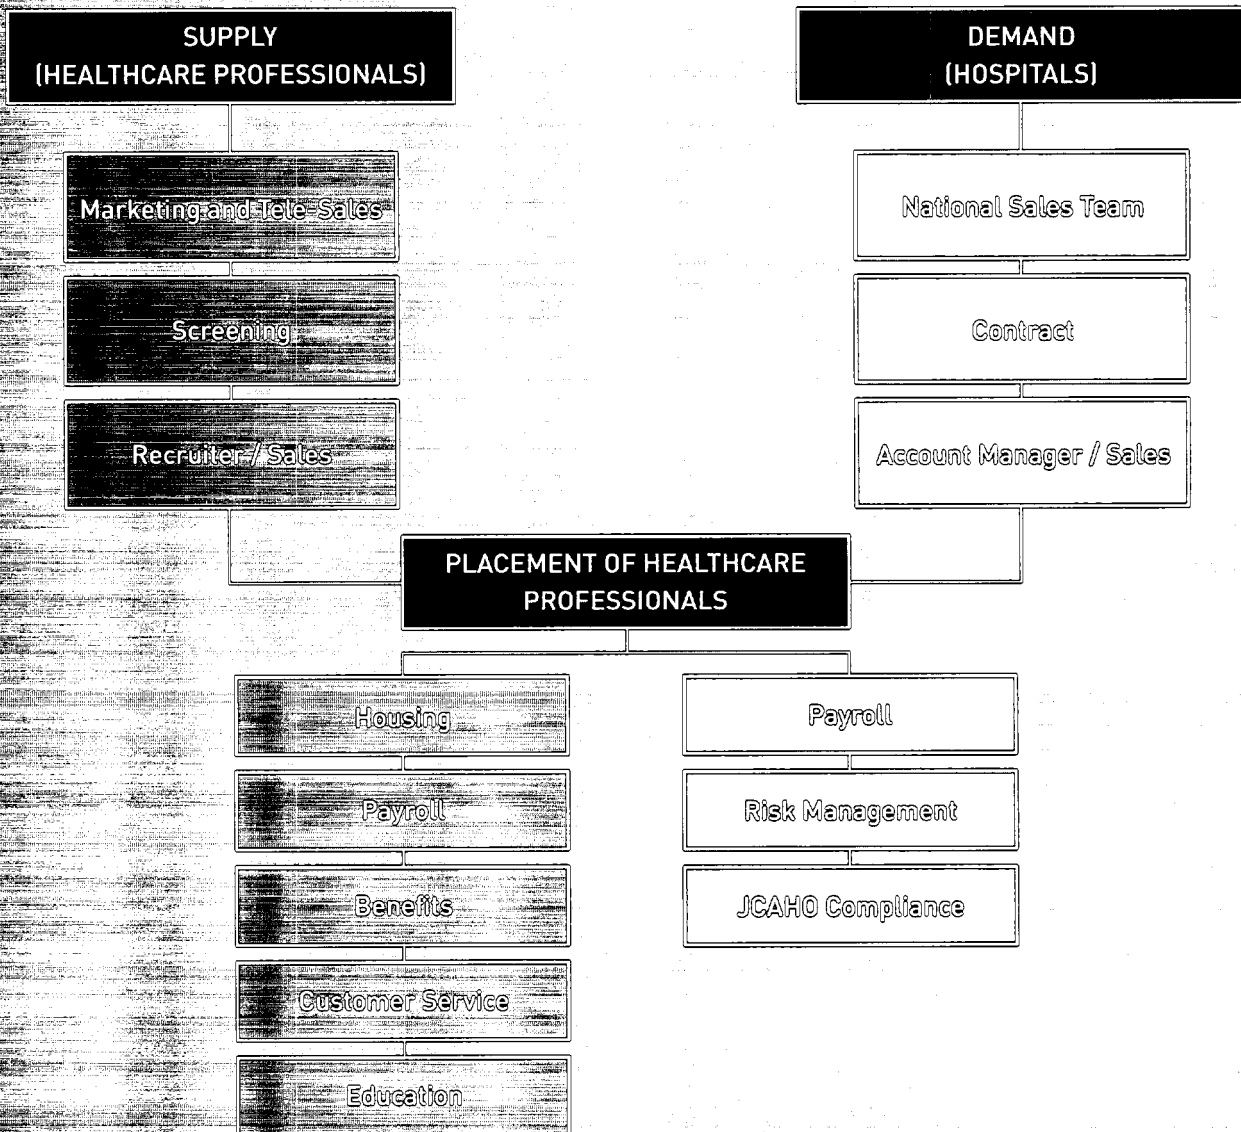 SUPPLY
(HEALTHCARE PROFESSIONALS)
Marketing and Tele-Sales
Screening
Recruiter / Sales
DEMAND
(HOSPITALS)
National Sales Team
Contract
Account Manager / Sales
PLACEMENT OF HEALTHCARE
PROFESSIONALS
Housing
Payroll
Benefits
Customer Service
Education
Payroll
Risk Management
JCAHO Compliance